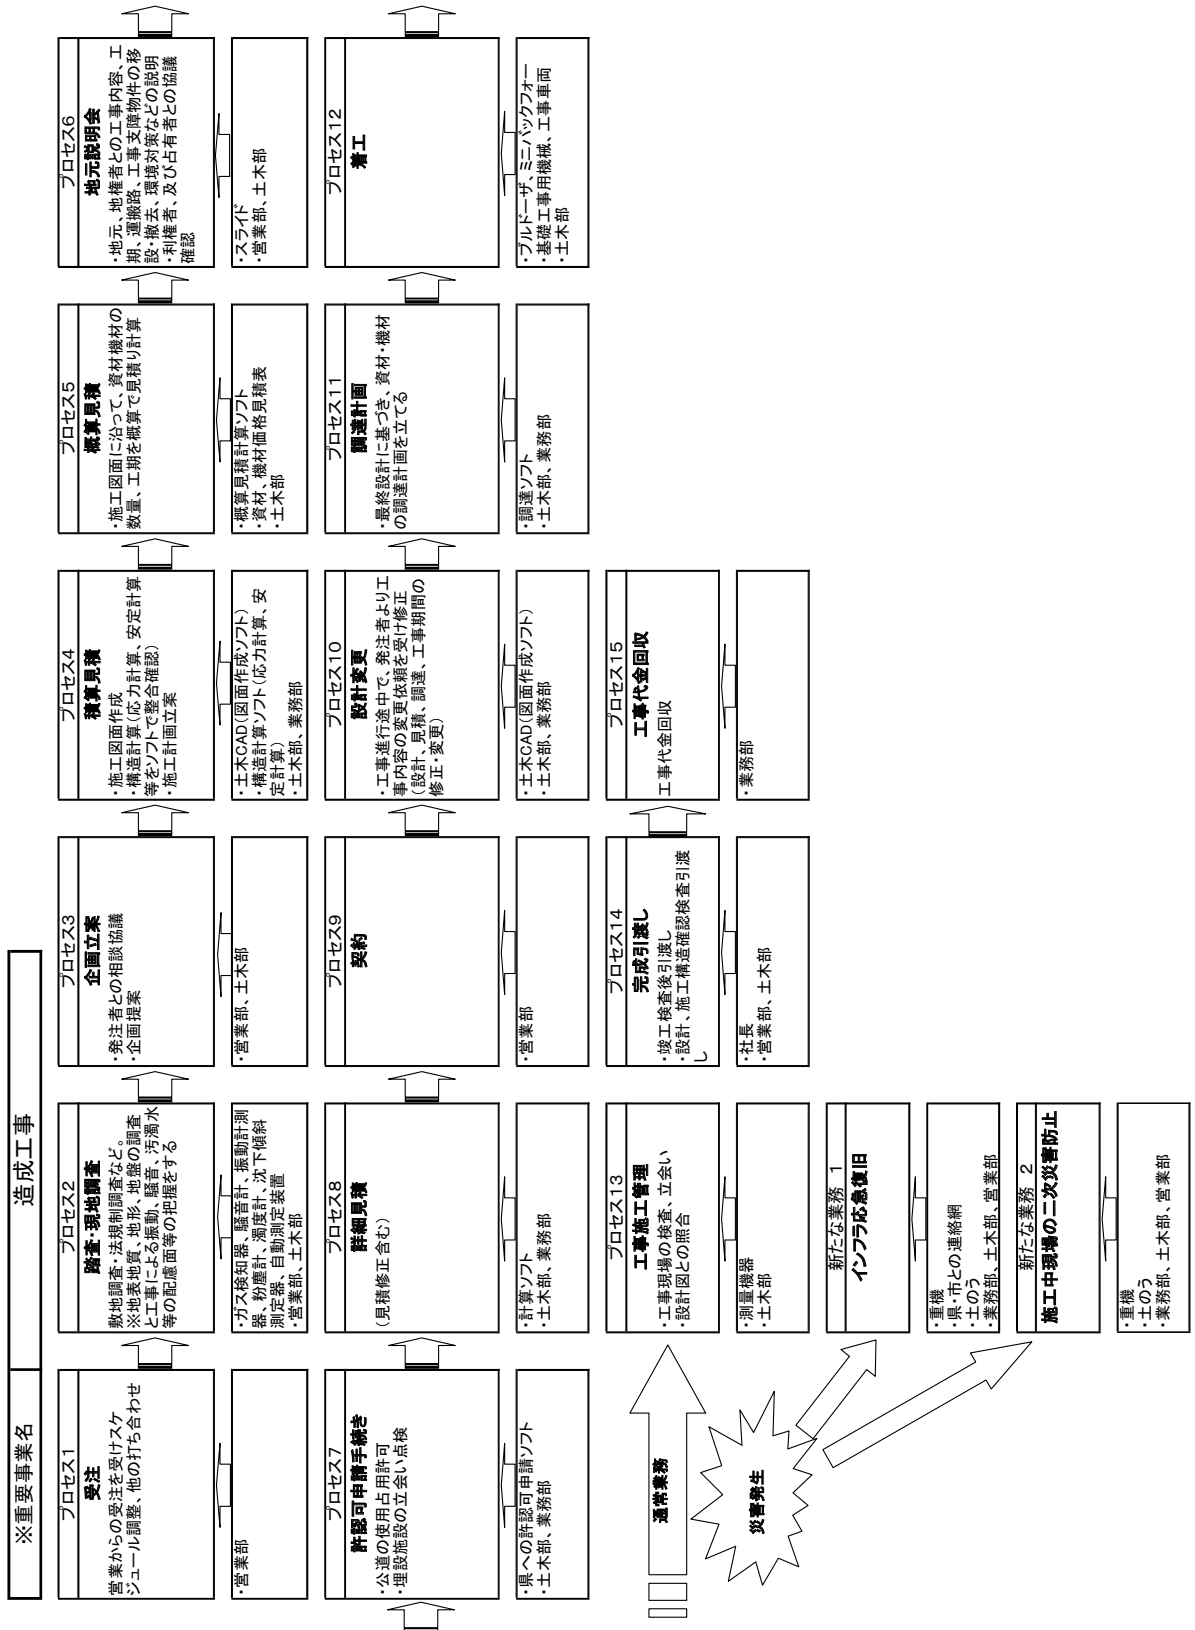 ※重要事業名
造成工事
プロセス1
受注
営業からの受注を受けスケ
ジュール調整、他の打ち合わせ
・営業部
プロセス2
踏査・現地調査
敷地調査・法規制調査など。
※地表地質、地形、地盤の調査
と工事による振動、騒音、汚濁水
等の配慮面等の把握をする
・ガス検知器、騒音計、振動計測
器、粉塵計、濁度計、沈下傾斜
測定器、自動測定装置
・営業部、土木部
プロセス3
企画立案
・発注者との相談協議
・企画提案
・営業部、土木部
プロセス4
積算見積
・施工図面作成
・構造計算(応力計算、安定計算
等をソフトで整合確認)
・施工計画立案
・土木CAD(図面作成ソフト)
・構造計算ソフト(応力計算、安
定計算)
・土木部、業務部
プロセス5
概算見積
・施工図面に沿って、資材機材の
数量、工期を概算で見積り計算
・概算見積計算ソフト
・資材、機材価格見積表
・土木部
プロセス6
地元説明会
・地元、地権者との工事内容、工
期、運搬路、工事支障物件の移
設・撤去、環境対策などの説明
・利権者、及び占有者との協議
確認
・スライド
・営業部、土木部
プロセス7
許認可申請手続き
・公道の使用占用許可
・埋設施設の立会い点検
・県への許認可申請ソフト
・土木部、業務部
プロセス8
詳細見積
(見積修正含む)
・計算ソフト
・土木部、業務部
プロセス9
契約
・営業部
プロセス10
設計変更
・工事進行途中で、発注者より工
事内容の変更依頼を受け修正
(設計、見積、調達、工事期間の
修正・変更)
・土木CAD(図面作成ソフト)
・土木部、業務部
プロセス11
調達計画
・最終設計に基づき、資材・機材
の調達計画を立てる
・調達ソフト
・土木部、業務部
プロセス12
着工
・ブルドーザ、ミニバックフォー
・基礎工事用機械、工事車両
・土木部
通常業務
災害発生
プロセス13
工事施工管理
・工事現場の検査、立会い
・設計図との照合
・測量機器
・土木部
プロセス14
完成引渡し
・竣工検査後引渡し
・設計、施工構造確認検査引渡
し
・社長
・営業部、土木部
プロセス15
工事代金回収
工事代金回収
・業務部
新たな業務 1
インフラ応急復旧
・重機
・県・市との連絡網
・土のう
・業務部、土木部、営業部
新たな業務 2
施工中現場の二次災害防止
・重機
・土のう
・業務部、土木部、営業部